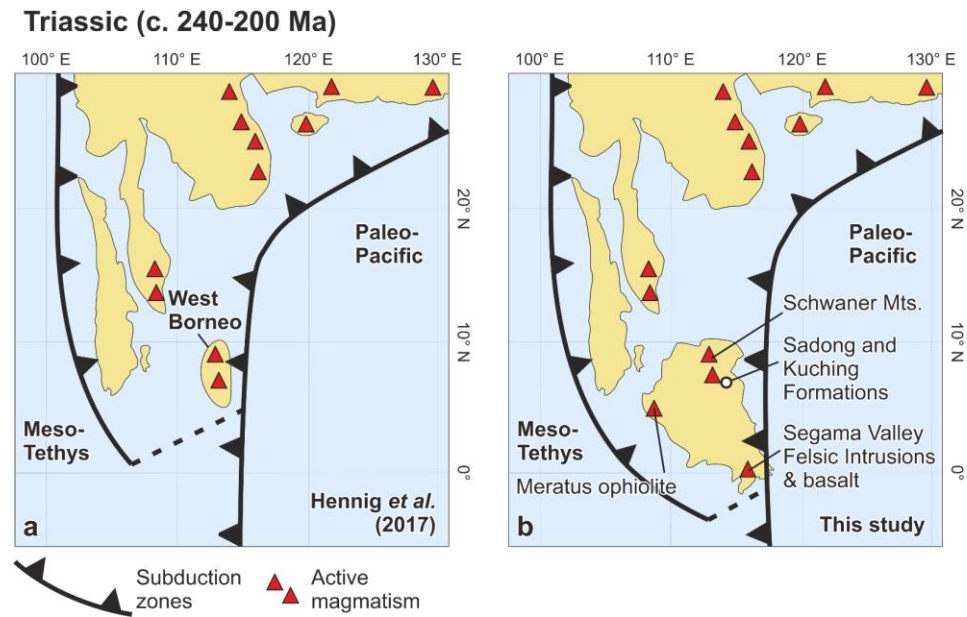 Triassic (c. 240-200 Ma)
100° E 110° E 120° E 130° E
100° E 110° E 120° E 130° E
20° N
10° N
0°
Paleo-
Pacific
West
Borneo
Meso-
Tethys
Hennig et al.
(2017)
a
20° N
10° N
0°
Paleo-
Pacific
Schwaner Mts.
Sadong and
Kuching
Formations
Segama Valley
Felsic Intrusions
& basalt
Meso-
Tethys
Meratus ophiolite
This study
b
Subduction
zones
Active
magmatism